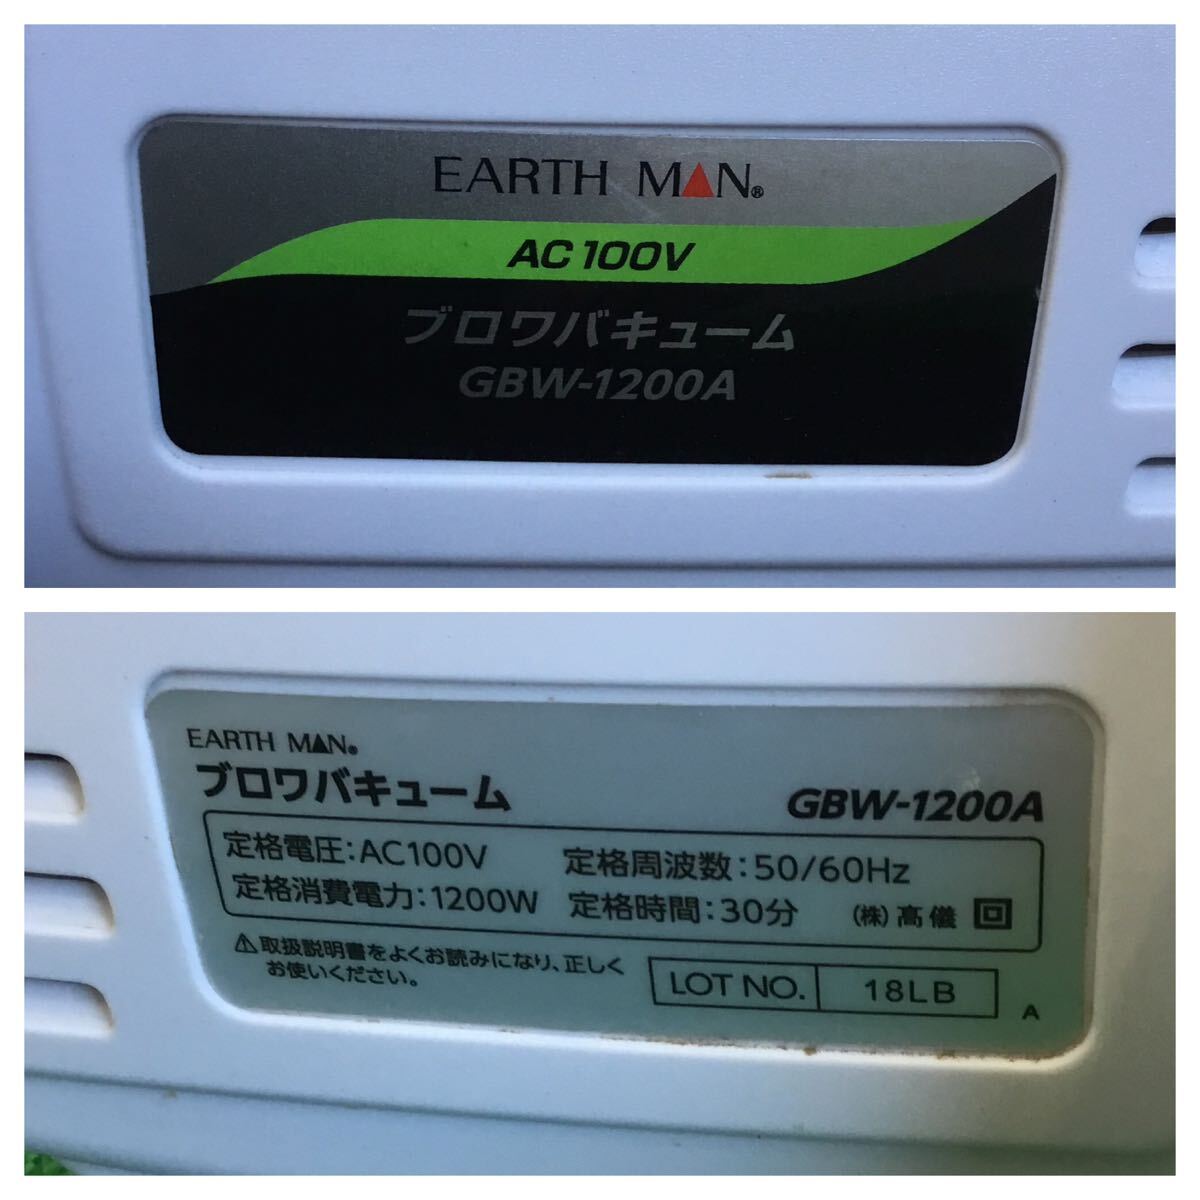 EARTH MAN®
AC100V
ブロワバキューム
GBW-1200A
EARTH MAN®
ブロワバキューム GBW-1200A
定格電圧:AC100V 定格周波数:50/60Hz
定格消費電力:1200W 定格時間:30分 (株)髙儀
⚠取扱説明書をよくお読みになり、正しく
お使いください。
LOT NO. 18LB A